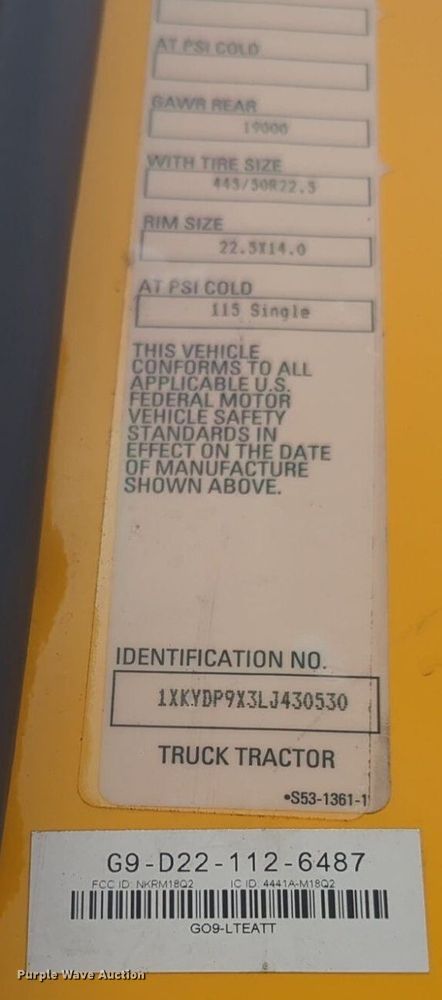 AT PSI COLD
GAWR REAR
19000
WITH TIRE SIZE
445/50R22.5
RIM SIZE
22.5X14.0
AT PSI COLD
115 Single
THIS VEHICLE
CONFORMS TO ALL
APPLICABLE U.S.
FEDERAL MOTOR
VEHICLE SAFETY
STANDARDS IN
EFFECT ON THE DATE
OF MANUFACTURE
SHOWN ABOVE.
IDENTIFICATION NO.
1XKYDP9X3LJ430530
TRUCK TRACTOR
•S53-1361-1
G9-D22-112-6487
FCC ID: NKRM18Q2 IC ID: 4441A-M18Q2
GO9-LTEATT
Purple Wave Auction